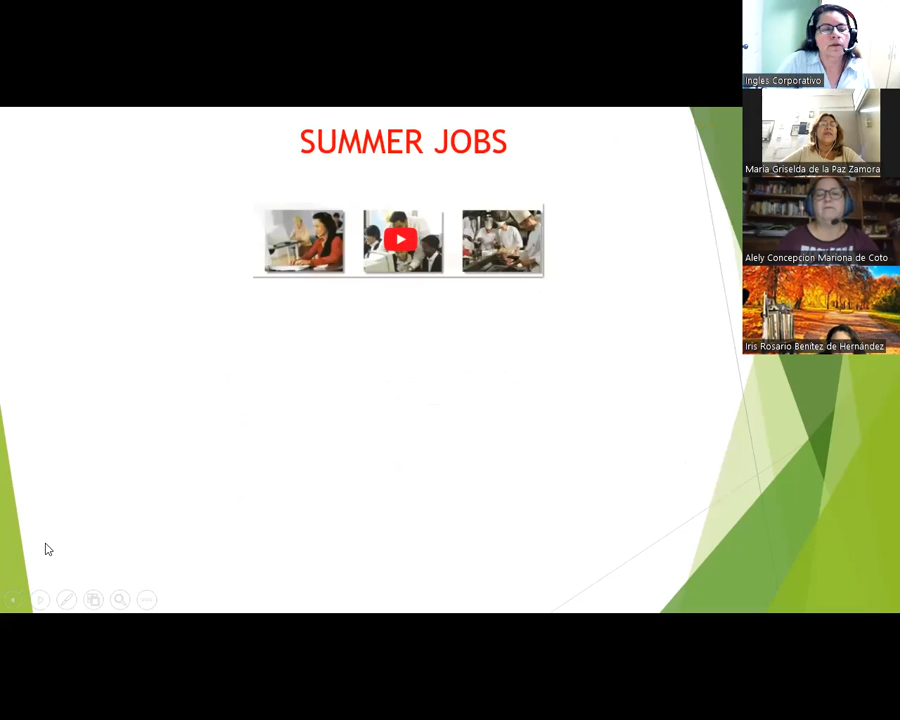 SUMMER JOBS
Ingles Corporativo
Maria Griselda de la Paz Zamora
Alely Concepcion Mariona de Coto
Iris Rosario Benítez de Hernández